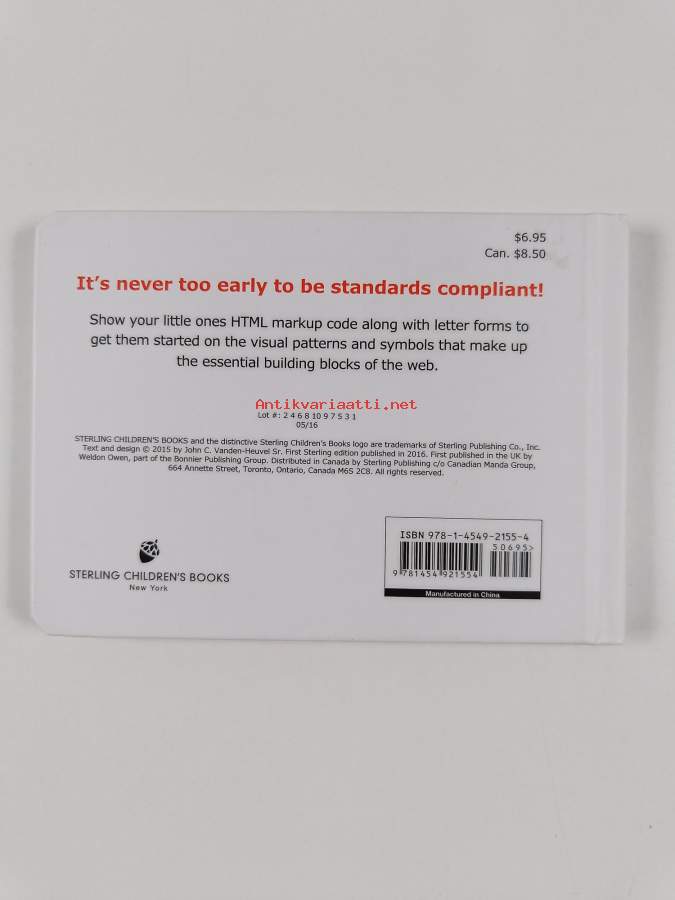 $6.95
Can. $8.50
It's never too early to be standards compliant!
Show your little ones HTML markup code along with letter forms to
get them started on the visual patterns and symbols that make up
the essential building blocks of the web.
Antikvariaatti.net
Lot #: 2 4 6 8 10 9 7 5 3 1
05/16
STERLING CHILDREN'S BOOKS and the distinctive Sterling Children's Books logo are trademarks of Sterling Publishing Co., Inc.
Text and design © 2015 by John C. Vanden-Heuvel Sr. First Sterling edition published in 2016. First published in the UK by
Weldon Owen, part of the Bonnier Publishing Group. Distributed in Canada by Sterling Publishing c/o Canadian Manda Group,
664 Annette Street, Toronto, Ontario, Canada M6S 2C8. All rights reserved.
STERLING CHILDREN'S BOOKS
New York
ISBN 978-1-4549-2155-4
50695>
9 781454 921554
Manufactured in China